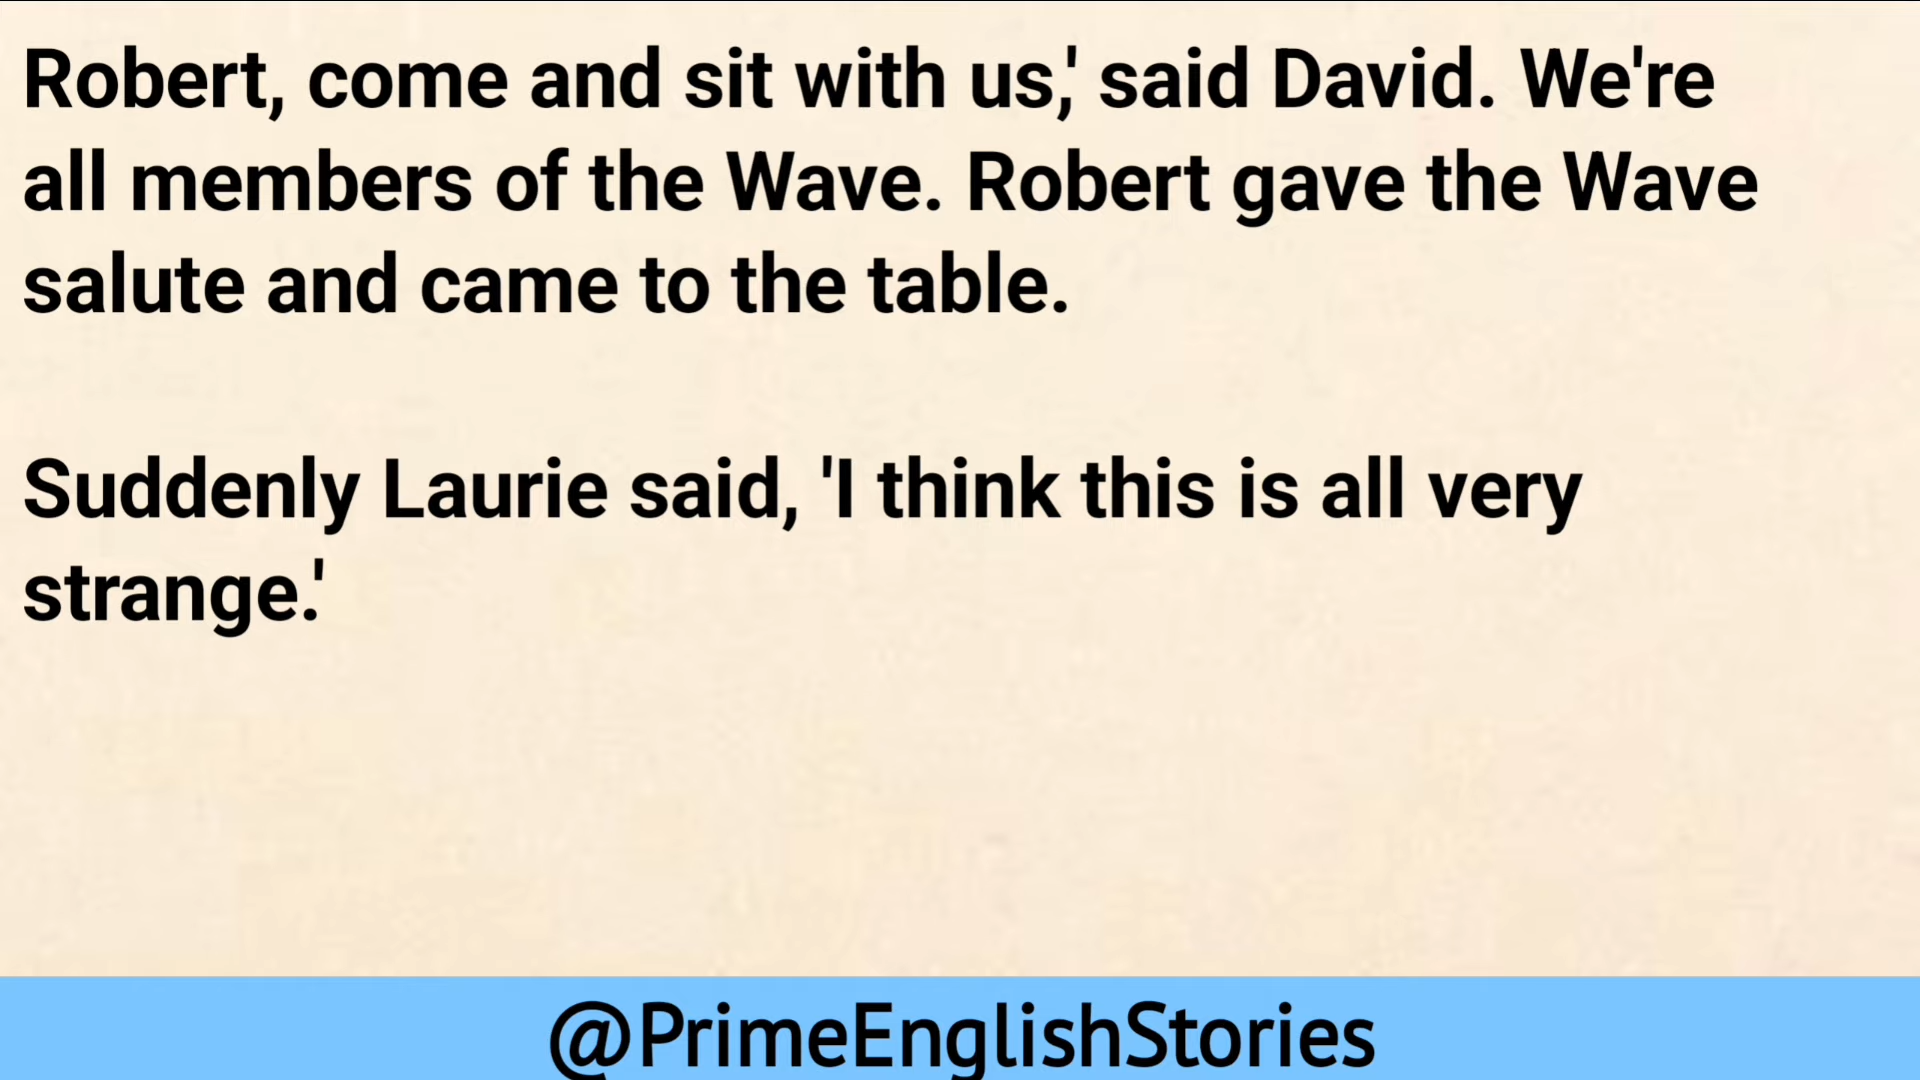 Robert, come and sit with us,' said David. We're
all members of the Wave. Robert gave the Wave
salute and came to the table.
Suddenly Laurie said, 'I think this is all very
strange.'
@PrimeEnglishStories